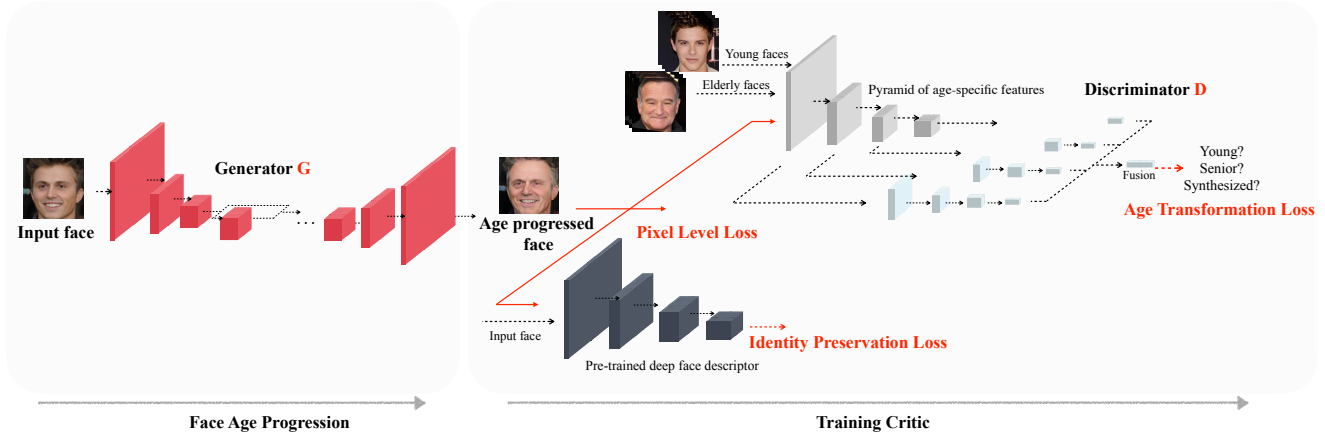 Input face
Generator G
. . .
Age progressed
face
Young faces
Elderly faces
Pyramid of age-specific features
Discriminator D
Fusion
Young?
Senior?
Synthesized?
Age Transformation Loss
Pixel Level Loss
Input face
Identity Preservation Loss
Pre-trained deep face descriptor
Face Age Progression
Training Critic